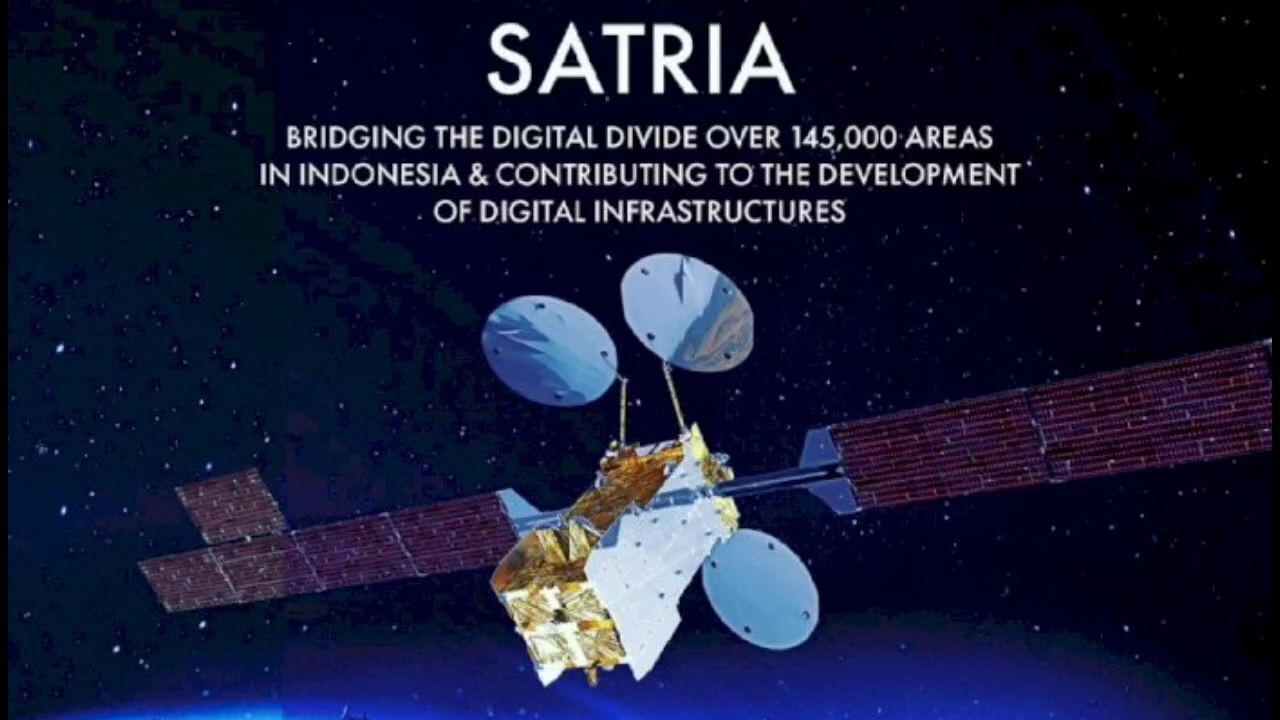 SATRIA
BRIDGING THE DIGITAL DIVIDE OVER 145,000 AREAS
IN INDONESIA & CONTRIBUTING TO THE DEVELOPMENT
OF DIGITAL INFRASTRUCTURES